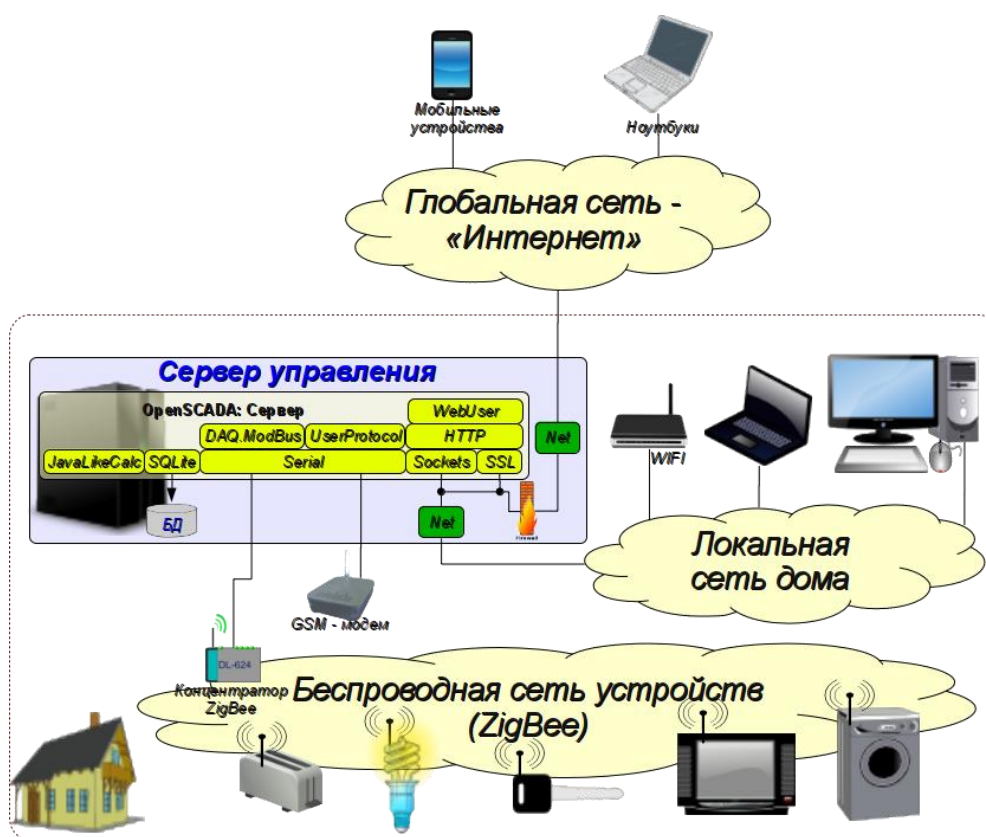 Мобильные
устройства
Ноутбуки
Глобальная сеть -
«Интернет»
Сервер управления
OpenSCADA: Сервер
WebUser
DAQ.ModBus
UserProtocol
HTTP
Net
JavaLikeCalc
SQLite
Serial
Sockets
SSL
WIFI
БД
Net
Firewall
Локальная
сеть дома
GSM - модем
DL-624
Концентратор
ZigBee
Беспроводная сеть устройств
(ZigBee)